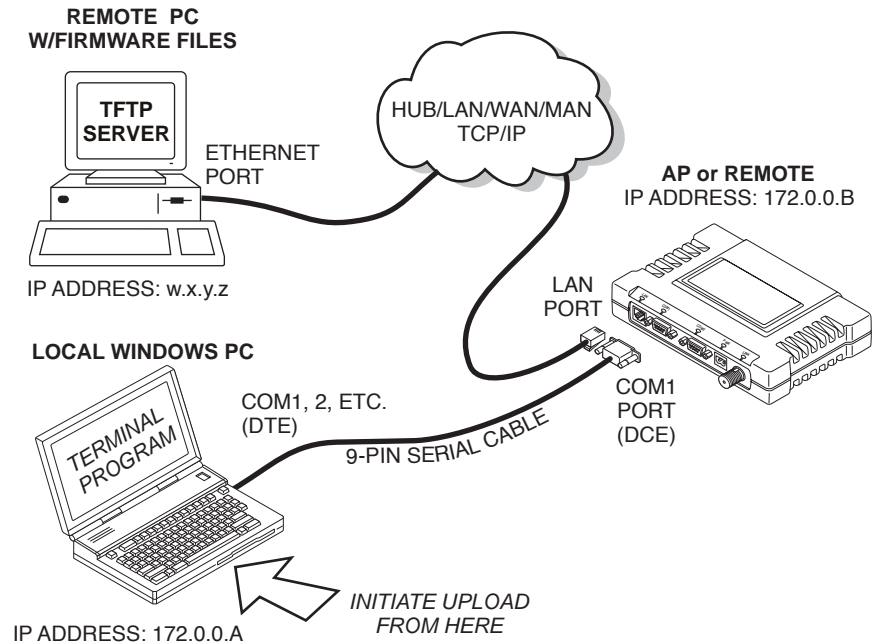 REMOTE PC
W/FIRMWARE FILES
TFTP
SERVER
ETHERNET
PORT
IP ADDRESS: w.x.y.z
HUB/LAN/WAN/MAN
TCP/IP
AP or REMOTE
IP ADDRESS: 172.0.0.B
LAN
PORT
COM1
PORT
(DCE)
LOCAL WINDOWS PC
TERMINAL
PROGRAM
COM1, 2, ETC.
(DTE)
9-PIN SERIAL CABLE
INITIATE UPLOAD
FROM HERE
IP ADDRESS: 172.0.0.A